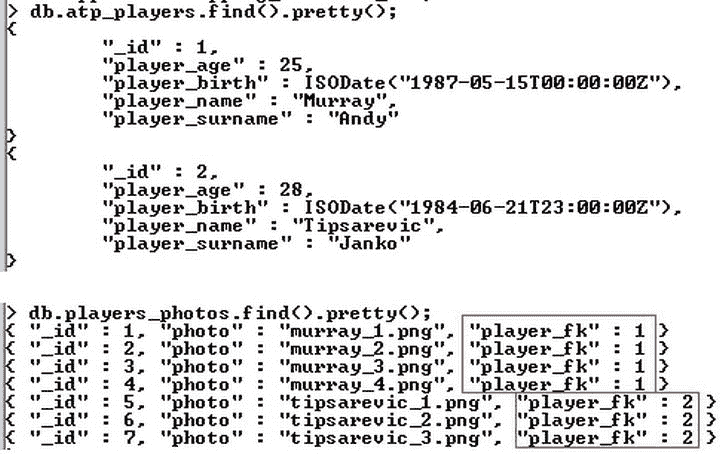 > db.atp_players.find().pretty();
{
"_id" : 1,
"player_age" : 25,
"player_birth" : ISODate("1987-05-15T00:00:00Z"),
"player_name" : "Murray",
"player_surname" : "Andy"
}
{
"_id" : 2,
"player_age" : 28,
"player_birth" : ISODate("1984-06-21T23:00:00Z"),
"player_name" : "Tipsarevic",
"player_surname" : "Janko"
}
> db.players_photos.find().pretty();
{ "_id" : 1, "photo" : "murray_1.png", "player_fk" : 1 }
{ "_id" : 2, "photo" : "murray_2.png", "player_fk" : 1 }
{ "_id" : 3, "photo" : "murray_3.png", "player_fk" : 1 }
{ "_id" : 4, "photo" : "murray_4.png", "player_fk" : 1 }
{ "_id" : 5, "photo" : "tipsarevic_1.png", "player_fk" : 2 }
{ "_id" : 6, "photo" : "tipsarevic_2.png", "player_fk" : 2 }
{ "_id" : 7, "photo" : "tipsarevic_3.png", "player_fk" : 2 }